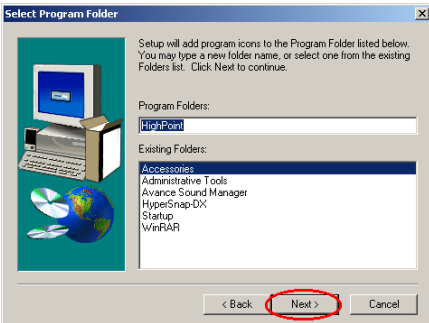 Select Program Folder
Setup will add program icons to the Program Folder listed below.
You may type a new folder name, or select one from the existing
Folders list. Click Next to continue.
Program Folders:
HighPoint
Existing Folders:
Accessories
Administrative Tools
Avance Sound Manager
HyperSnap-DX
Startup
WinRAR
< Back
Next >
Cancel